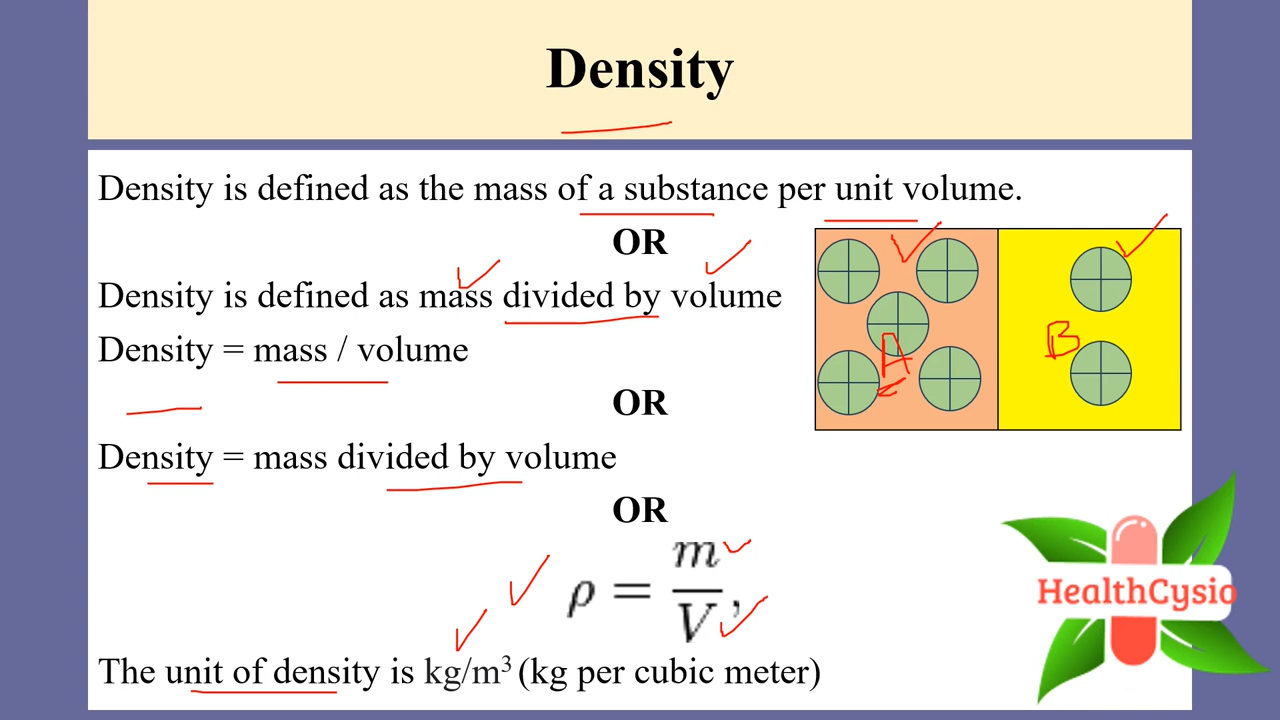 Density
Density is defined as the mass of a substance per unit volume.
OR
Density is defined as mass divided by volume
Density = mass / volume
OR
Density = mass divided by volume
OR
ρ = m/V,
The unit of density is kg/m³ (kg per cubic meter)
A
B
HealthCysio